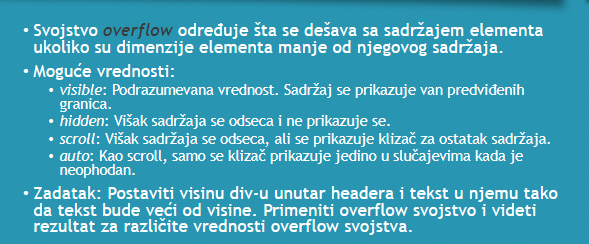 • Svojstvo overflow određuje šta se dešava sa sadržajem elementa
ukoliko su dimenzije elementa manje od njegovog sadržaja.
• Moguće vrednosti:
• visible: Podrazumevana vrednost. Sadržaj se prikazuje van predviđenih
granica.
• hidden: Višak sadržaja se odseca i ne prikazuje se.
• scroll: Višak sadržaja se odseca, ali se prikazuje klizač za ostatak sadržaja.
• auto: Kao scroll, samo se klizač prikazuje jedino u slučajevima kada je
neophodan.
• Zadatak: Postaviti visinu div-u unutar headera i tekst u njemu tako
da tekst bude veći od visine. Primeniti overflow svojstvo i videti
rezultat za različite vrednosti overflow svojstva.